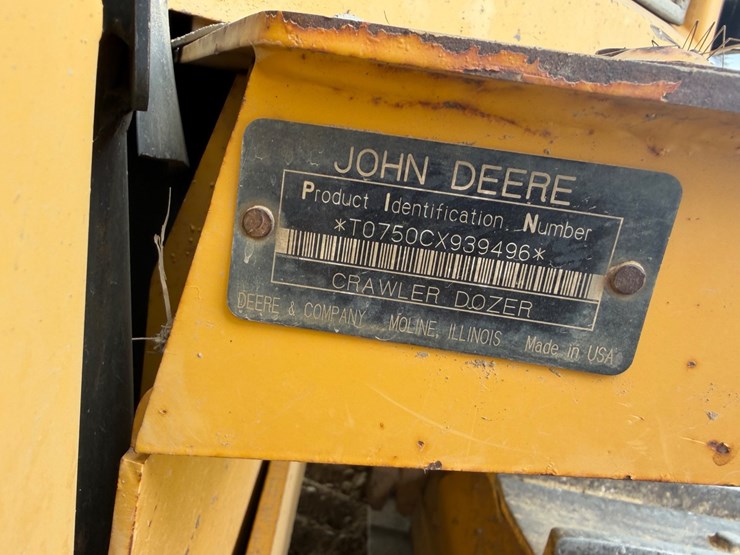 JOHN DEERE
Product Identification Number
*T0750CX939496*
CRAWLER DOZER
DEERE & COMPANY MOLINE, ILLINOIS Made in USA